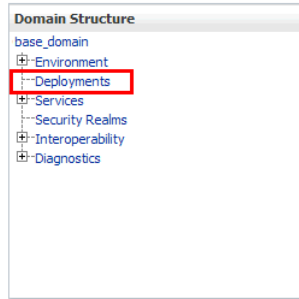 Domain Structure
base_domain
Environment
Deployments
Services
Security Realms
Interoperability
Diagnostics